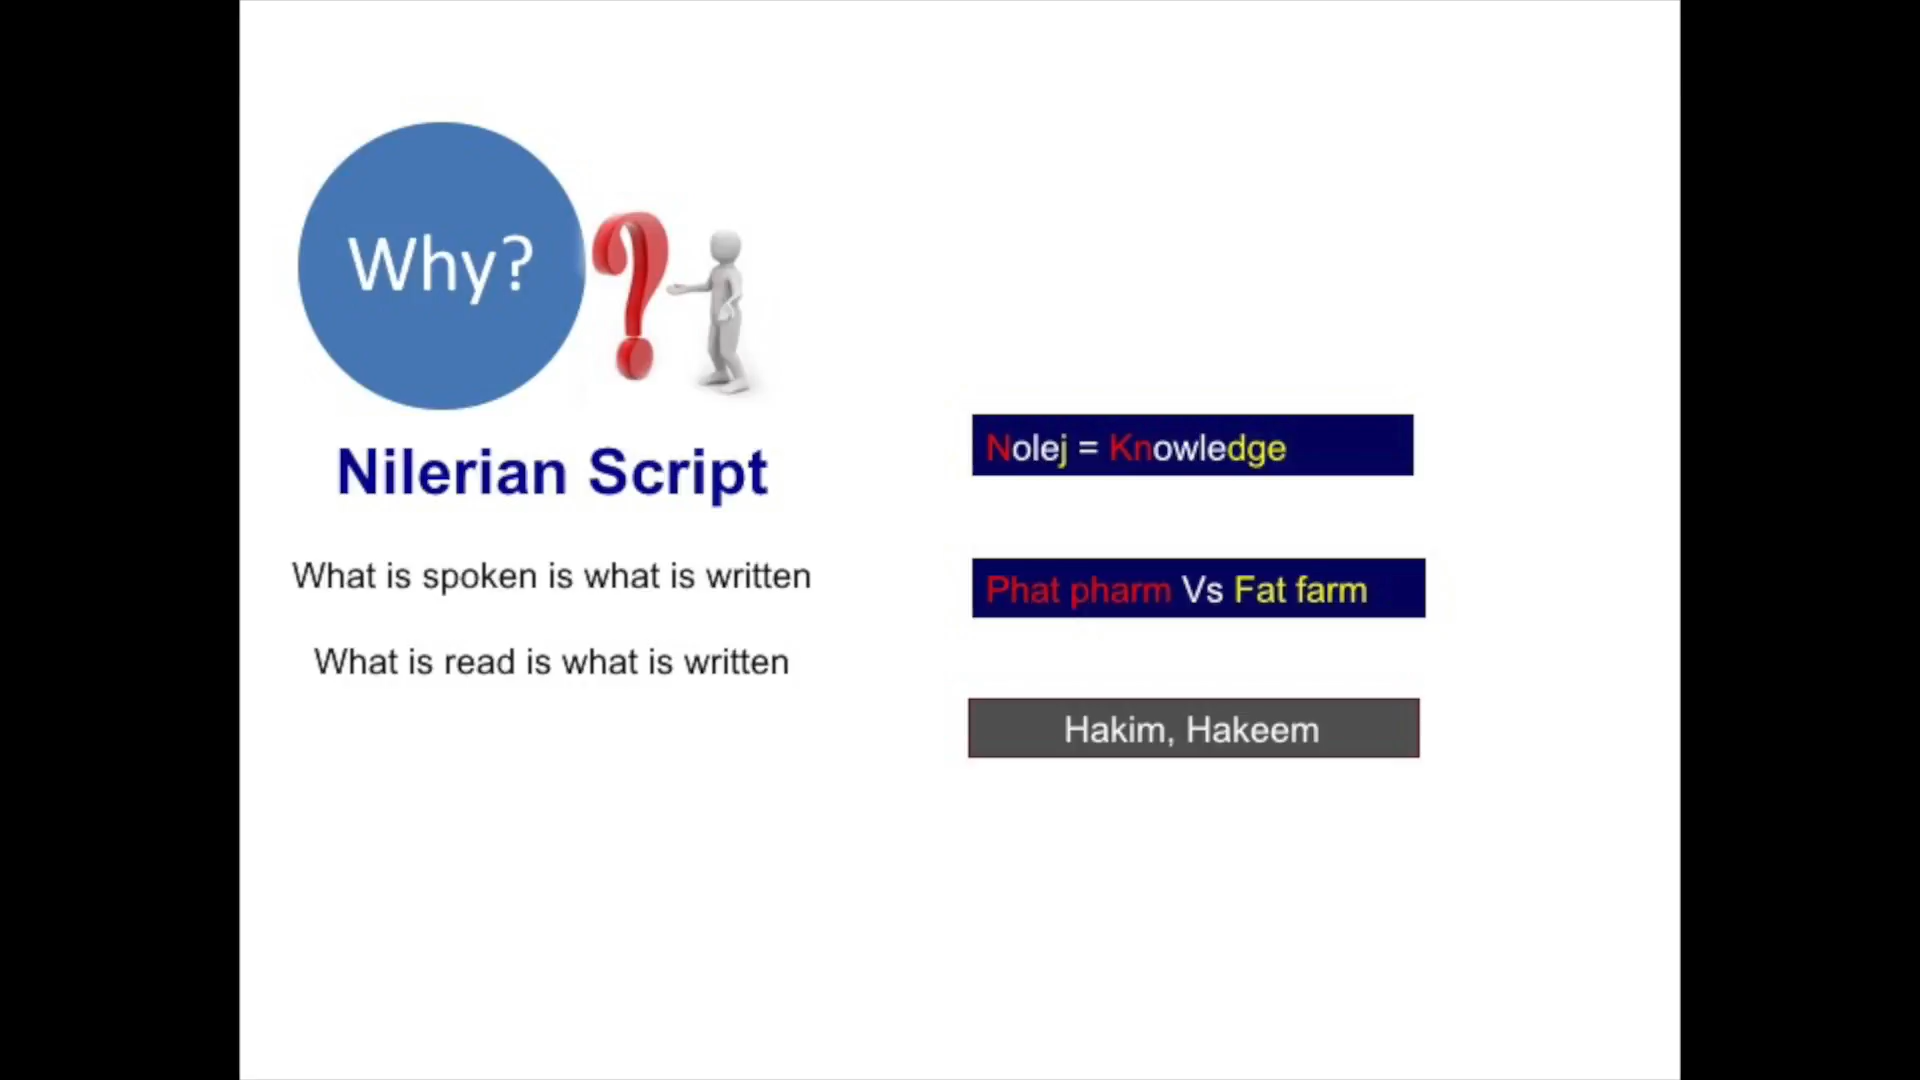 Why?
Nilerian Script
What is spoken is what is written
What is read is what is written
Nolej = Knowledge
Phat pharm Vs Fat farm
Hakim, Hakeem